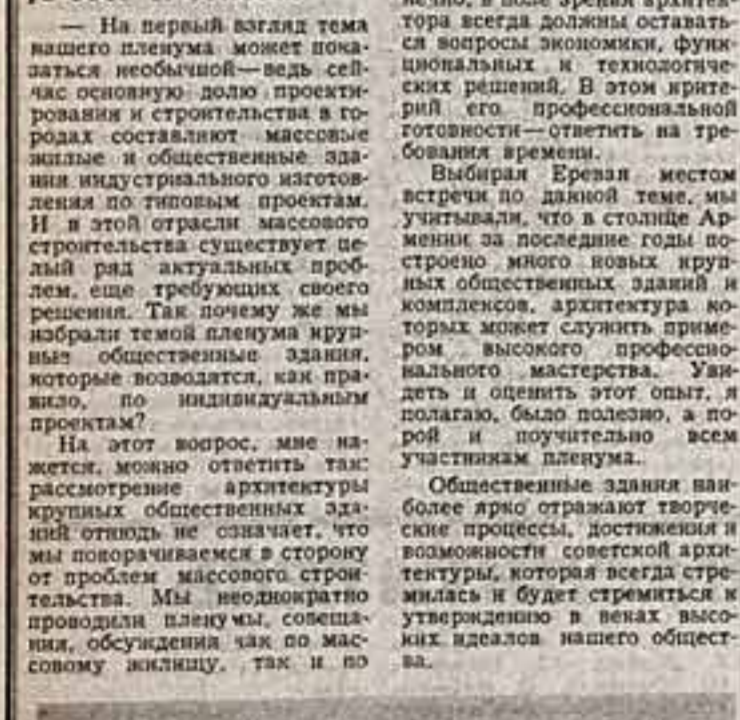 — На первый взгляд тема
нашего пленума может пока-
заться необычной—ведь сей-
час основную долю проекти-
рования и строительства в го-
родах составляют массовые
жилые и общественные зда-
ния индустриального изготов-
ления по типовым проектам.
И в этой отрасли массового
строительства существует це-
лый ряд актуальных проб-
лем, еще требующих своего
решения. Так почему же мы
избрали темой пленума круп-
ные общественные здания,
которые возводятся, как пра-
вило, по индивидуальным
проектам?
На этот вопрос, мне ка-
жется, можно ответить так:
рассмотрение архитектуры
крупных общественных зда-
ний отнюдь не означает, что
мы поворачиваемся в сторону
от проблем массового строи-
тельства. Мы неоднократно
проводили пленумы, совеща-
ния, обсуждения как по мас-
совому жилищу, так и по
нечно, в поле зрения архитек-
тора всегда должны оставать-
ся вопросы экономики, функ-
циональных и технологиче-
ских решений. В этом крите-
рий его профессиональной
готовности—ответить на тре-
бования времени.
Выбирая Ереван местом
встречи по данной теме, мы
учитывали, что в столице Ар-
мении за последние годы по-
строено много новых круп-
ных общественных зданий и
комплексов, архитектура ко-
торых может служить приме-
ром высокого профессио-
нального мастерства. Уви-
деть и оценить этот опыт, я
полагаю, было полезно, а по-
рой и поучительно всем
участникам пленума.
Общественные здания наи-
более ярко отражают творче-
ские процессы, достижения и
возможности советской архи-
тектуры, которая всегда стре-
милась и будет стремиться к
утверждению в веках высо-
ких идеалов нашего общест-
ва.